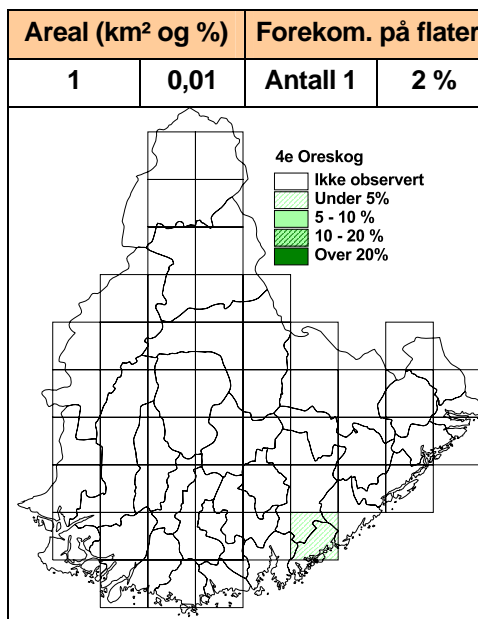 Areal (km² og %) Forekom. på flater
1 0,01 Antall 1 2 %
4e Oreskog
Ikke observert
Under 5%
5 - 10 %
10 - 20 %
Over 20%